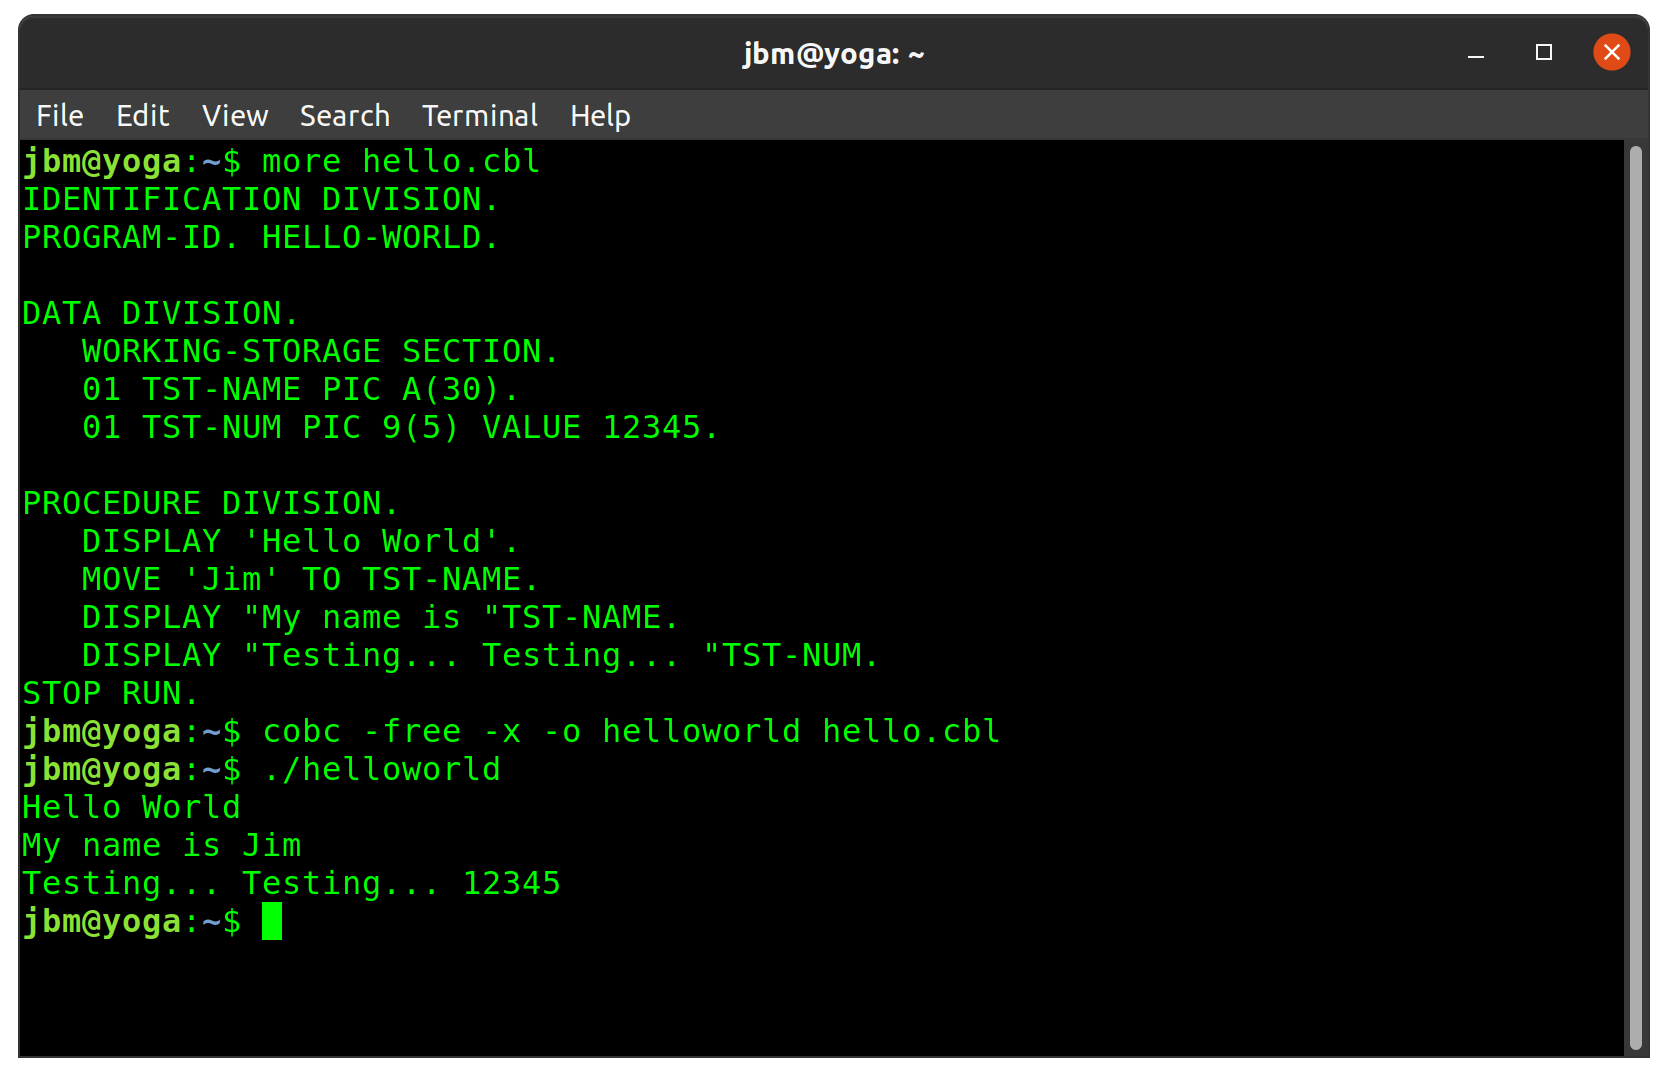 jbm@yoga: ~
File Edit View Search Terminal Help
jbm@yoga:~$ more hello.cbl
IDENTIFICATION DIVISION.
PROGRAM-ID. HELLO-WORLD.

DATA DIVISION.
   WORKING-STORAGE SECTION.
   01 TST-NAME PIC A(30).
   01 TST-NUM PIC 9(5) VALUE 12345.

PROCEDURE DIVISION.
   DISPLAY 'Hello World'.
   MOVE 'Jim' TO TST-NAME.
   DISPLAY "My name is "TST-NAME.
   DISPLAY "Testing... Testing... "TST-NUM.
STOP RUN.
jbm@yoga:~$ cobc -free -x -o helloworld hello.cbl
jbm@yoga:~$ ./helloworld
Hello World
My name is Jim
Testing... Testing... 12345
jbm@yoga:~$